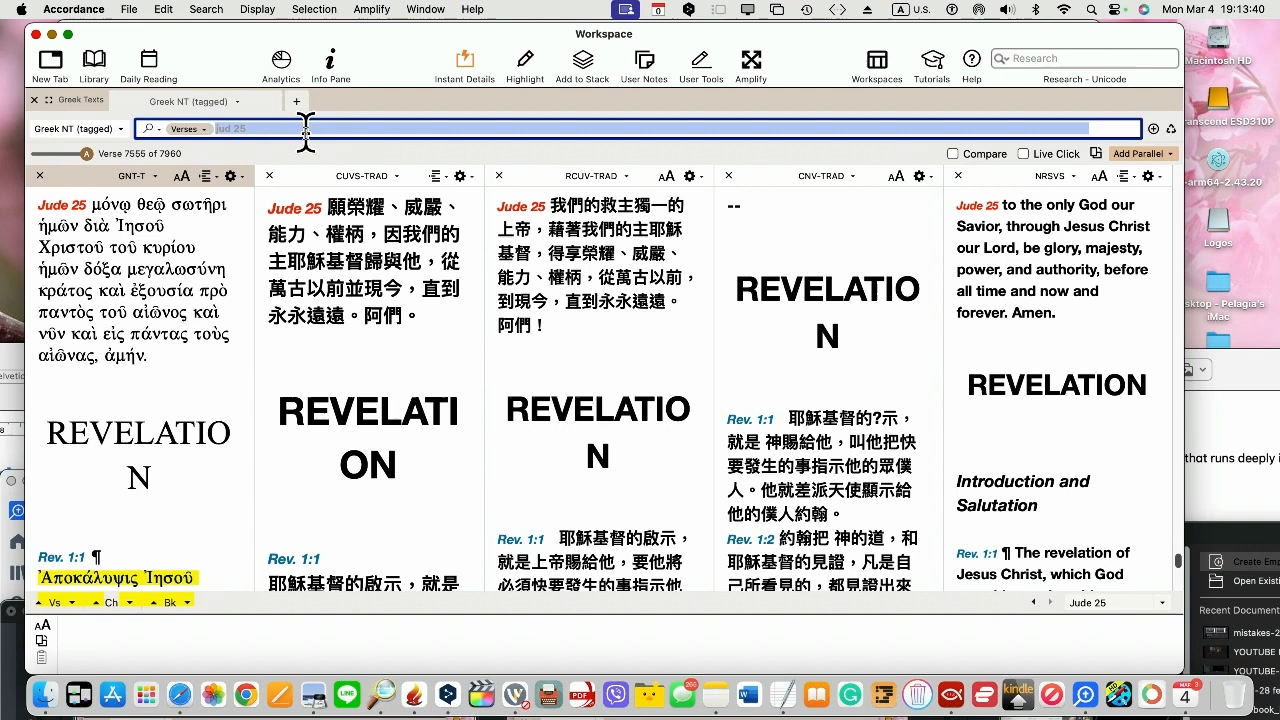 Accordance File Edit Search Display Selection Amplify Window Help
A U.S.
Mon Mar 4 19:13:40
Workspace
New Tab Library Daily Reading Analytics Info Pane Instant Details Highlight Add to Stack User Notes User Tools Amplify Workspaces Tutorials Help
Research
Research - Unicode
Macintosh HD
Greek Texts
Greek NT (tagged)
Greek NT (tagged) Verses Jud 25
ranscend ESD310P
Verse 7555 of 7960
Compare Live Click Add Parallel
-arm64-2.43.20
Logos
sktop - Pelagia's
iMac
GNT-T
Jude 25 μόνῳ θεῷ σωτῆρι
ἡμῶν διὰ Ἰησοῦ
Χριστοῦ τοῦ κυρίου
ἡμῶν δόξα μεγαλωσύνη
κράτος καὶ ἐξουσία πρὸ
παντὸς τοῦ αἰῶνος καὶ
νῦν καὶ εἰς πάντας τοὺς
αἰῶνας, ἀμήν.
REVELATIO
N
Rev. 1:1 ¶
Ἀποκάλυψις Ἰησοῦ
Vs Ch Bk
CUVS-TRAD
Jude 25 願榮耀、威嚴、
能力、權柄，因我們的
主耶穌基督歸與他，從
萬古以前並現今，直到
永永遠遠。阿們。
REVELATI
ON
Rev. 1:1
耶穌基督的啟示，就是
RCUV-TRAD
Jude 25 我們的救主獨一的
上帝，藉著我們的主耶穌
基督，得享榮耀、威嚴、
能力、權柄，從萬古以前，
到現今，直到永永遠遠。
阿們！
REVELATIO
N
Rev. 1:1 耶穌基督的啟示，
就是上帝賜給他，要他將
必須快要發生的事指示他
CNV-TRAD
--
REVELATIO
N
Rev. 1:1 耶穌基督的?示，
就是 神賜給他，叫他把快
要發生的事指示他的眾僕
人。他就差派天使顯示給
他的僕人約翰。
Rev. 1:2 約翰把 神的道，和
耶穌基督的見證，凡是自
己所看見的，都見證出來
NRSVS
Jude 25 to the only God our
Savior, through Jesus Christ
our Lord, be glory, majesty,
power, and authority, before
all time and now and
forever. Amen.
REVELATION
Introduction and
Salutation
Rev. 1:1 ¶ The revelation of
Jesus Christ, which God
Jude 25
that runs deeply i
Create Emp
Open Existi
Recent Document
mistakes-2
YOUTUBE
YOUTUBE-